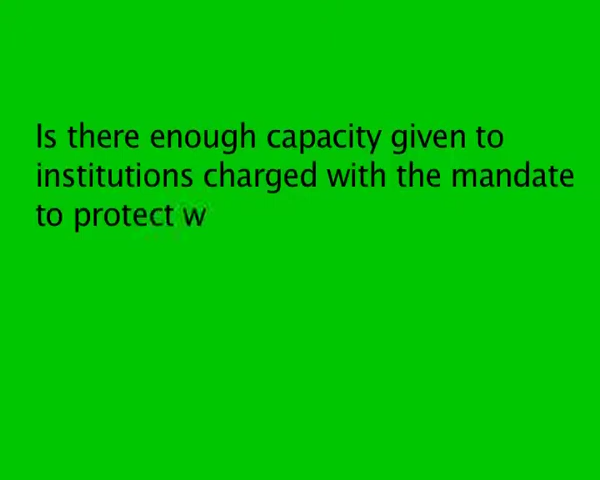 Is there enough capacity given to
institutions charged with the mandate
to protect w